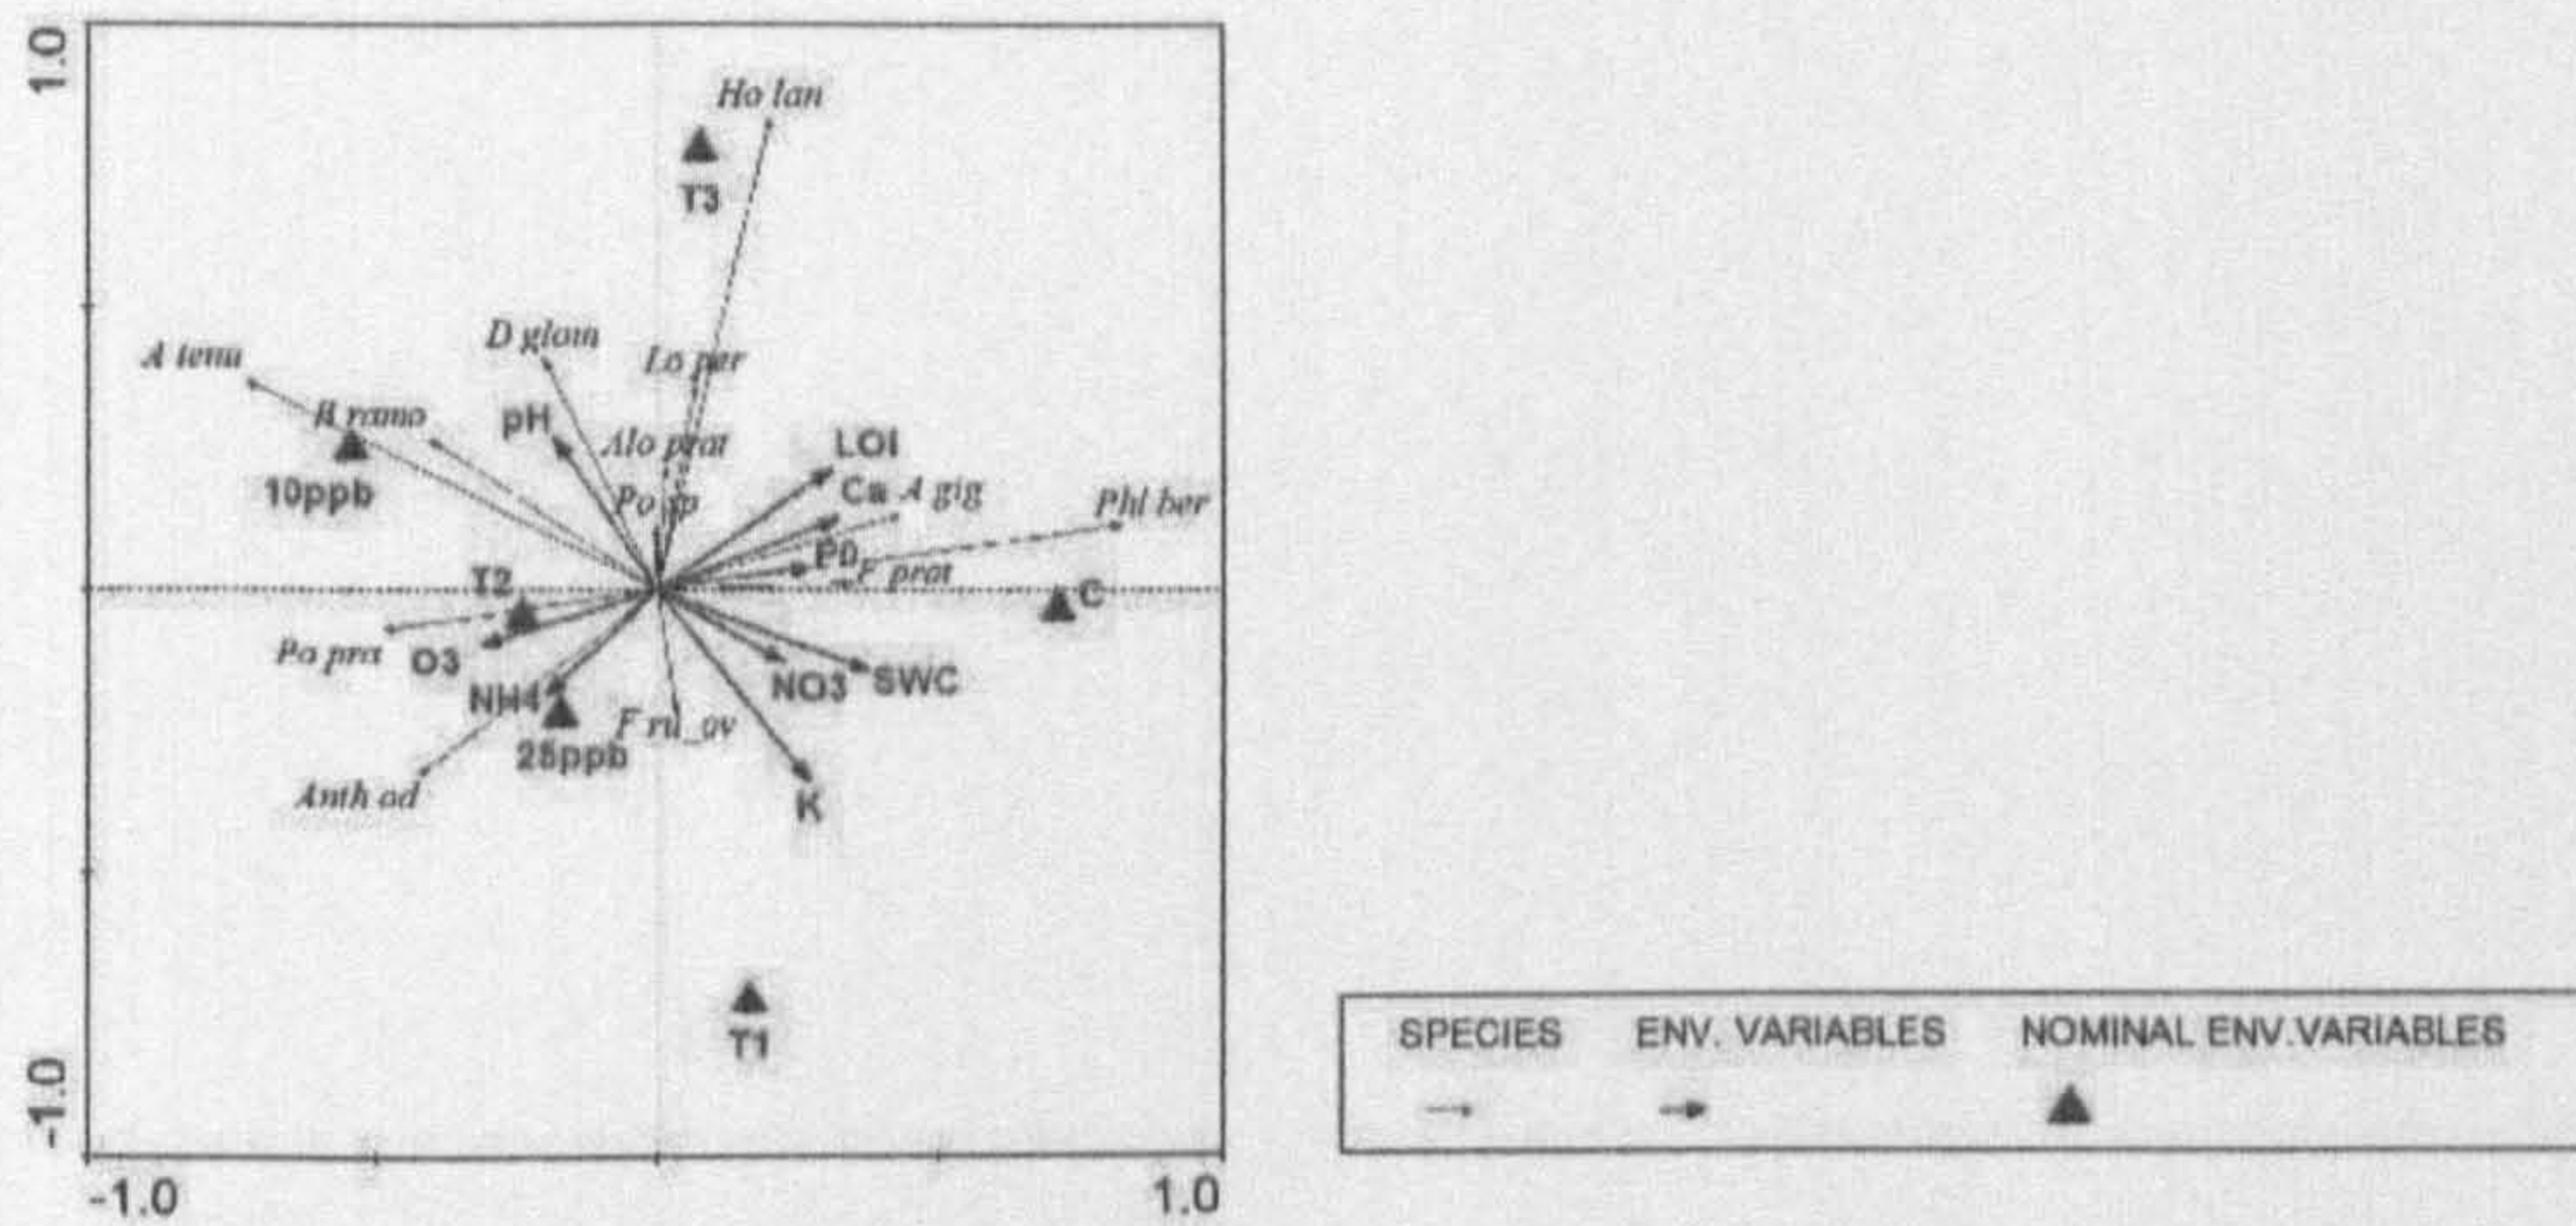 1.0
Ho lan
T3
D glom
A tenu
Lo per
B ramo
pH
Alo prat
LOI
10ppb
Po sp
Ca
A gig
Phl ber
F prat
T2
C
Po prat
O3
NH4
NO3
SWC
F ru_ov
25ppb
Anth od
K
T1
-1.0
-1.0
1.0
SPECIES ENV. VARIABLES NOMINAL ENV.VARIABLES